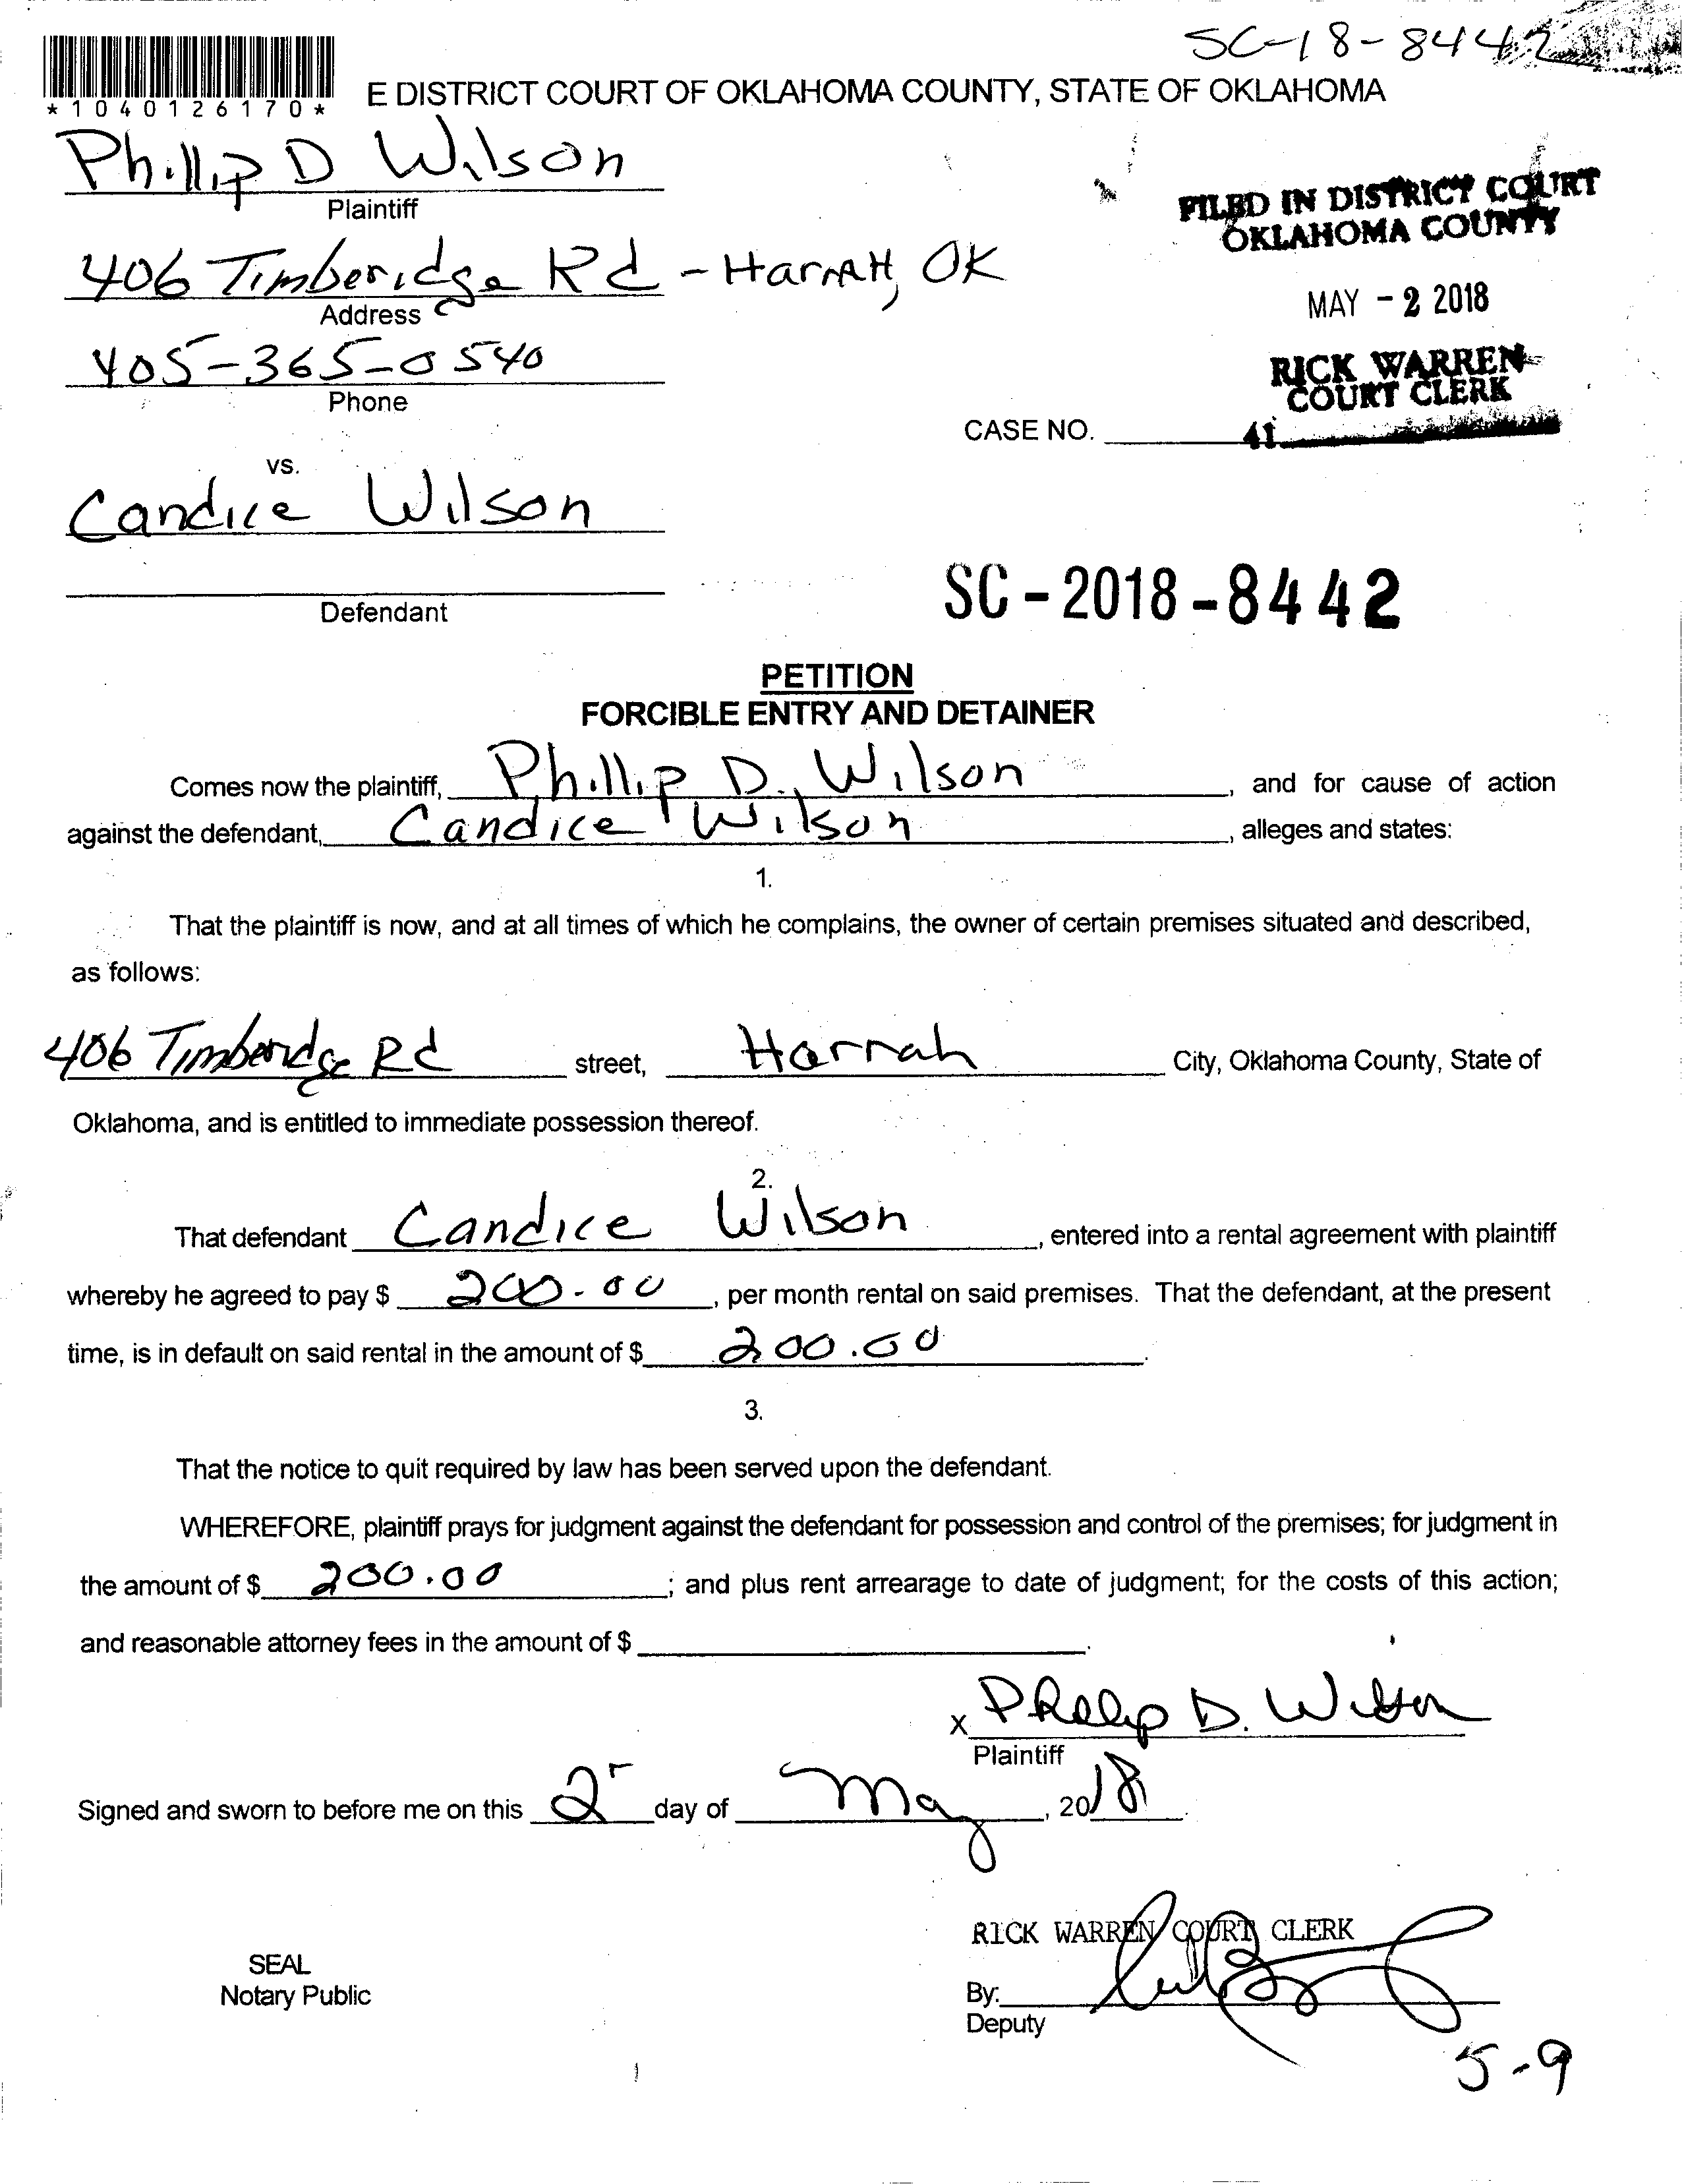 SC-18-8442
*1040126170*
E DISTRICT COURT OF OKLAHOMA COUNTY, STATE OF OKLAHOMA
Phillip D Wilson
Plaintiff
FILED IN DISTRICT COURT
OKLAHOMA COUNTY
406 Timberidge Rd - Harrah, OK
Address
MAY - 2 2018
405-365-0540
Phone
RICK WARREN
COURT CLERK
CASE NO.
41
vs.
Candice Wilson
Defendant
SC - 2018 - 8442
PETITION
FORCIBLE ENTRY AND DETAINER
Comes now the plaintiff, Phillip D. Wilson, and for cause of action
against the defendant, Candice Wilson, alleges and states:
1.
That the plaintiff is now, and at all times of which he complains, the owner of certain premises situated and described,
as follows:
406 Timberidge Rd street, Harrah City, Oklahoma County, State of
Oklahoma, and is entitled to immediate possession thereof.
2.
That defendant Candice Wilson, entered into a rental agreement with plaintiff
whereby he agreed to pay $ 200.00, per month rental on said premises. That the defendant, at the present
time, is in default on said rental in the amount of $ 200.00.
3.
That the notice to quit required by law has been served upon the defendant.
WHEREFORE, plaintiff prays for judgment against the defendant for possession and control of the premises; for judgment in
the amount of $ 200.00; and plus rent arrearage to date of judgment; for the costs of this action;
and reasonable attorney fees in the amount of $ .
x Phillip D. Wilson
Plaintiff
Signed and sworn to before me on this 2 day of May, 2018.
RICK WARREN COURT CLERK
SEAL
Notary Public
By:
Deputy
5-9